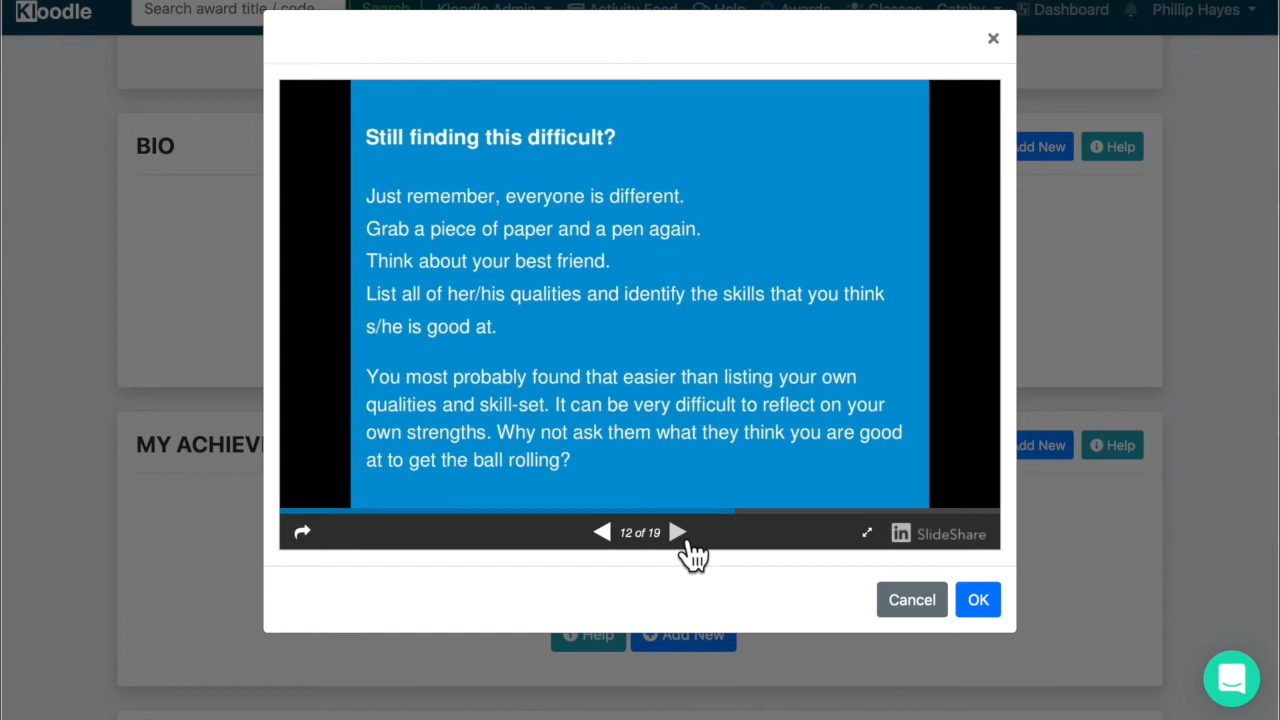 Kloodle
Search award title / code
Search
Kloodle Admin
Activity Feed
Help
Awards
Classes
Gatsby
Dashboard
Phillip Hayes
×
BIO
dd New
Help
Still finding this difficult?
Just remember, everyone is different.
Grab a piece of paper and a pen again.
Think about your best friend.
List all of her/his qualities and identify the skills that you think
s/he is good at.
You most probably found that easier than listing your own
qualities and skill-set. It can be very difficult to reflect on your
own strengths. Why not ask them what they think you are good
at to get the ball rolling?
MY ACHIEV
dd New
Help
12 of 19
in SlideShare
Cancel
OK
Help
Add New